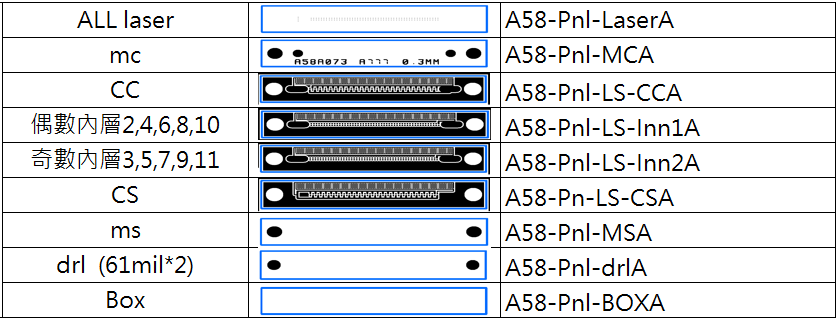 ALL laser A58-Pnl-LaserA
mc A58A073 A??? 0.3MM A58-Pnl-MCA
CC A58-Pnl-LS-CCA
偶數內層2,4,6,8,10 A58-Pnl-LS-Inn1A
奇數內層3,5,7,9,11 A58-Pnl-LS-Inn2A
CS A58-Pn-LS-CSA
ms A58-Pnl-MSA
drl (61mil*2) A58-Pnl-drlA
Box A58-Pnl-BOXA